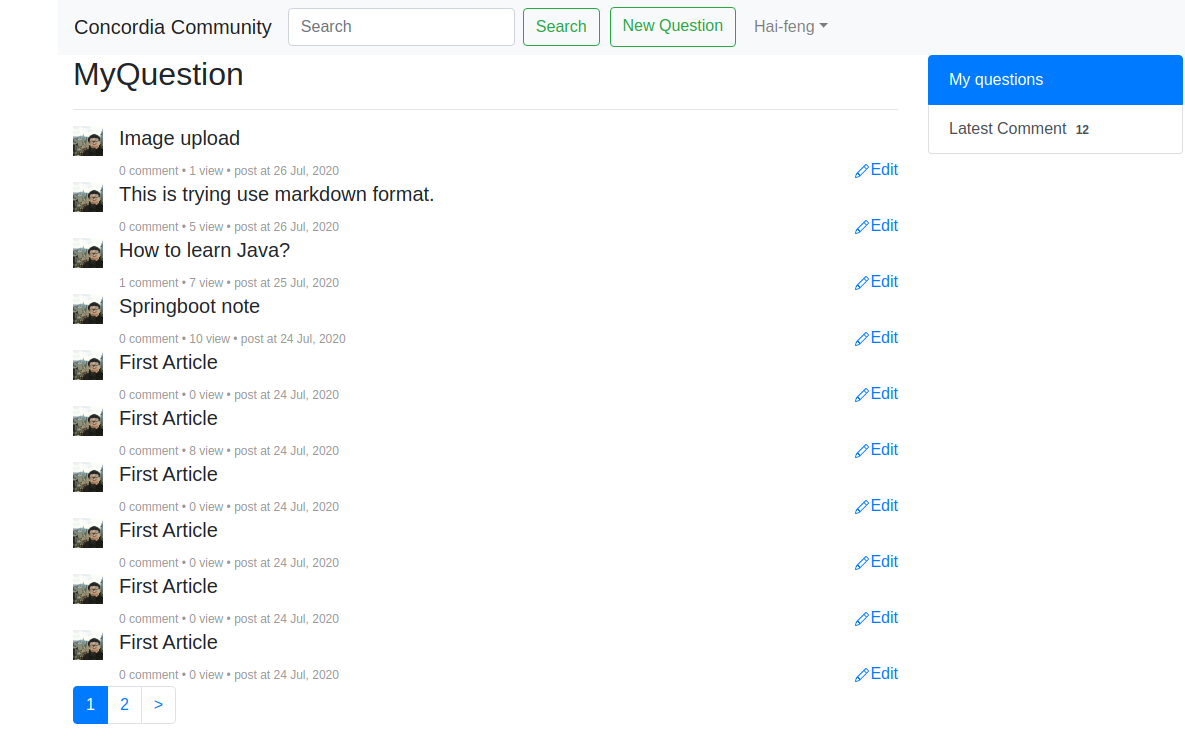 Concordia Community Search Search New Question Hai-feng
MyQuestion
My questions
Latest Comment 12
Image upload
0 comment • 1 view • post at 26 Jul, 2020 Edit
This is trying use markdown format.
0 comment • 5 view • post at 26 Jul, 2020 Edit
How to learn Java?
1 comment • 7 view • post at 25 Jul, 2020 Edit
Springboot note
0 comment • 10 view • post at 24 Jul, 2020 Edit
First Article
0 comment • 0 view • post at 24 Jul, 2020 Edit
First Article
0 comment • 8 view • post at 24 Jul, 2020 Edit
First Article
0 comment • 0 view • post at 24 Jul, 2020 Edit
First Article
0 comment • 0 view • post at 24 Jul, 2020 Edit
First Article
0 comment • 0 view • post at 24 Jul, 2020 Edit
First Article
0 comment • 0 view • post at 24 Jul, 2020 Edit
1 2 >